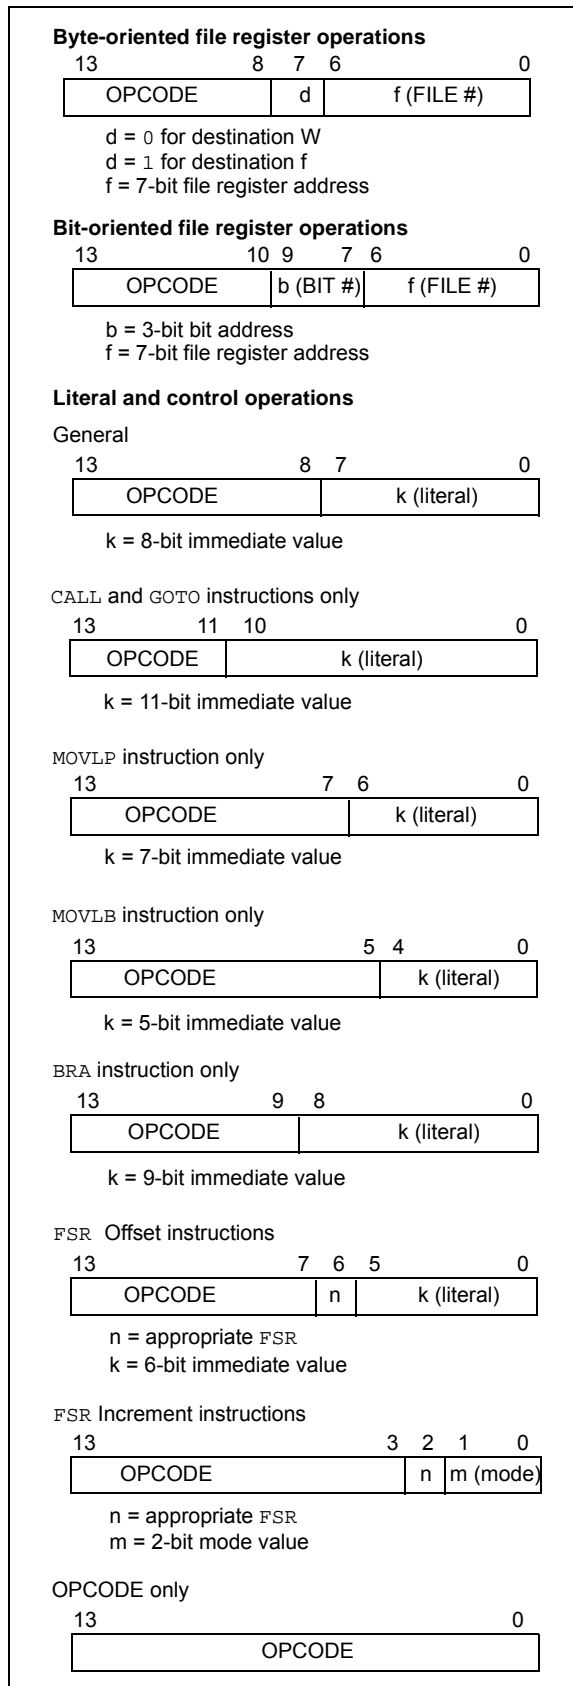 Byte-oriented file register operations
13 8 7 6 0
OPCODE d f (FILE #)
d = 0 for destination W
d = 1 for destination f
f = 7-bit file register address
Bit-oriented file register operations
13 10 9 7 6 0
OPCODE b (BIT #) f (FILE #)
b = 3-bit bit address
f = 7-bit file register address
Literal and control operations
General
13 8 7 0
OPCODE k (literal)
k = 8-bit immediate value
CALL and GOTO instructions only
13 11 10 0
OPCODE k (literal)
k = 11-bit immediate value
MOVLP instruction only
13 7 6 0
OPCODE k (literal)
k = 7-bit immediate value
MOVLB instruction only
13 5 4 0
OPCODE k (literal)
k = 5-bit immediate value
BRA instruction only
13 9 8 0
OPCODE k (literal)
k = 9-bit immediate value
FSR Offset instructions
13 7 6 5 0
OPCODE n k (literal)
n = appropriate FSR
k = 6-bit immediate value
FSR Increment instructions
13 3 2 1 0
OPCODE n m (mode)
n = appropriate FSR
m = 2-bit mode value
OPCODE only
13 0
OPCODE